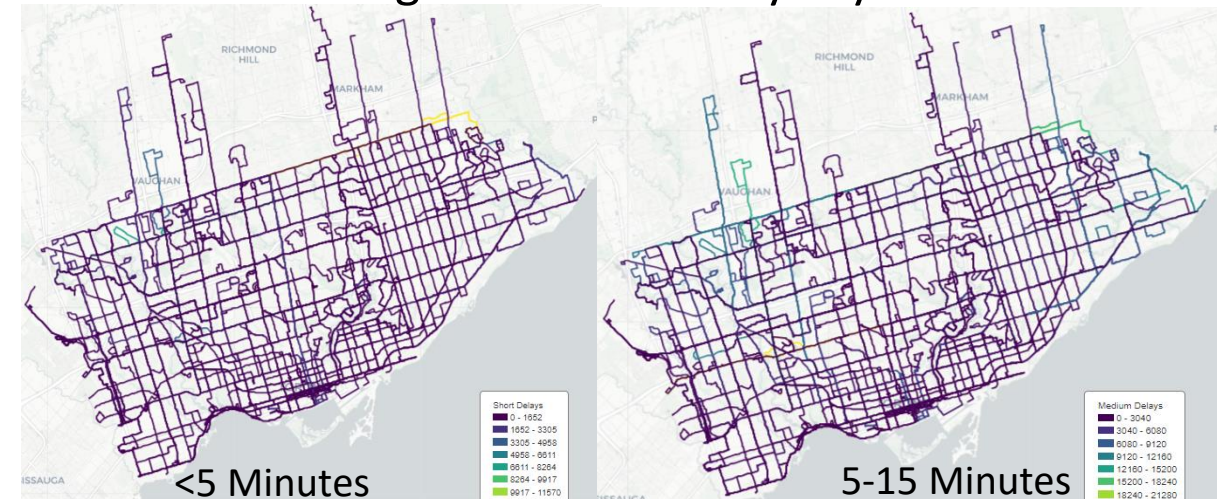 RICHMOND
HILL
MARKHAM
VAUGHAN
Short Delays
0 - 1652
1652 - 3305
3305 - 4958
4958 - 6611
6611 - 8264
8264 - 9917
9917 - 11570
<5 Minutes
ISSAUGA
RICHMOND
HILL
MARKHAM
VAUGHAN
Medium Delays
0 - 3040
3040 - 6080
6080 - 9120
9120 - 12160
12160 - 15200
15200 - 18240
18240 - 21280
5-15 Minutes